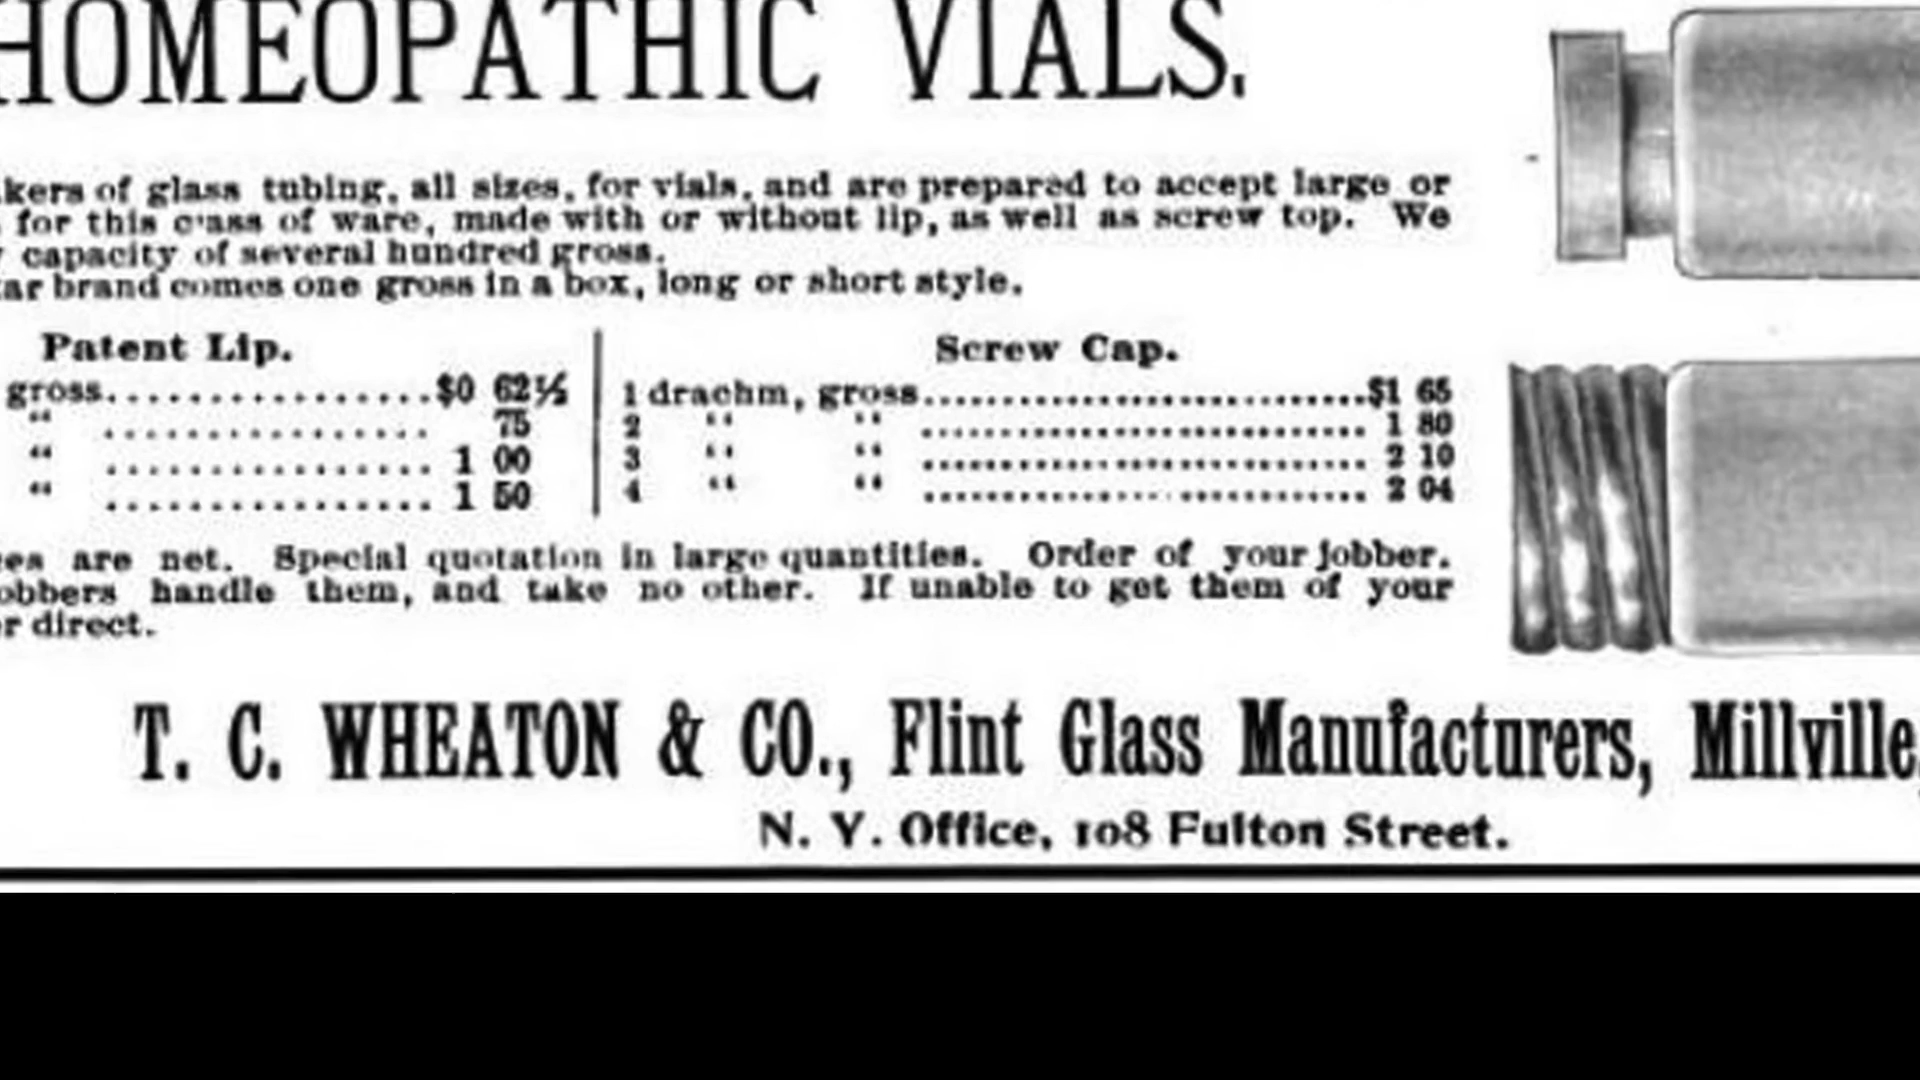 HOMEOPATHIC VIALS.
kers of glass tubing, all sizes, for vials, and are prepared to accept large or
for this c'ass of ware, made with or without lip, as well as screw top. We
capacity of several hundred gross.
ar brand comes one gross in a box, long or short style.
Patent Lip.
gross................$0 62½
“ ................ 75
“ ................ 1 00
“ ................ 1 50
Screw Cap.
1 drachm, gross............................$1 65
2 “ “ ............................ 1 80
3 “ “ ............................ 2 10
4 “ “ ............................ 2 04
es are net. Special quotation in large quantities. Order of your jobber.
obbers handle them, and take no other. If unable to get them of your
r direct.
T. C. WHEATON & CO., Flint Glass Manufacturers, Millville,
N. Y. Office, 108 Fulton Street.